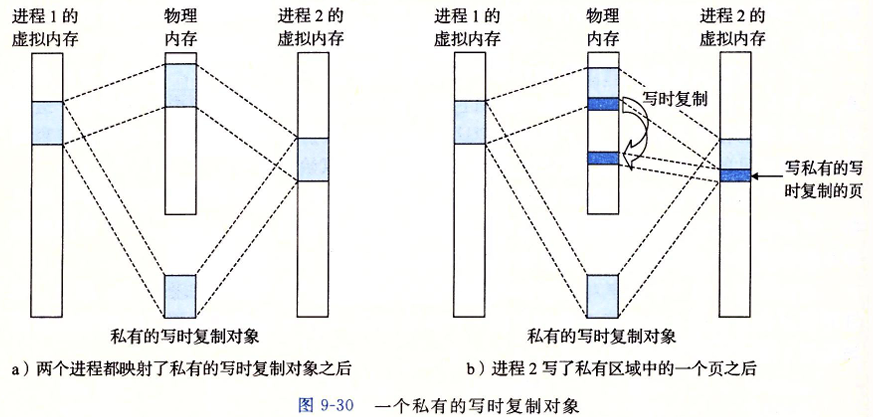 进程1的
虚拟内存
物理
内存
进程2的
虚拟内存
私有的写时复制对象
a）两个进程都映射了私有的写时复制对象之后
进程1的
虚拟内存
物理
内存
进程2的
虚拟内存
写时复制
写私有的写
时复制的页
私有的写时复制对象
b）进程2写了私有区域中的一个页之后
图 9-30 一个私有的写时复制对象